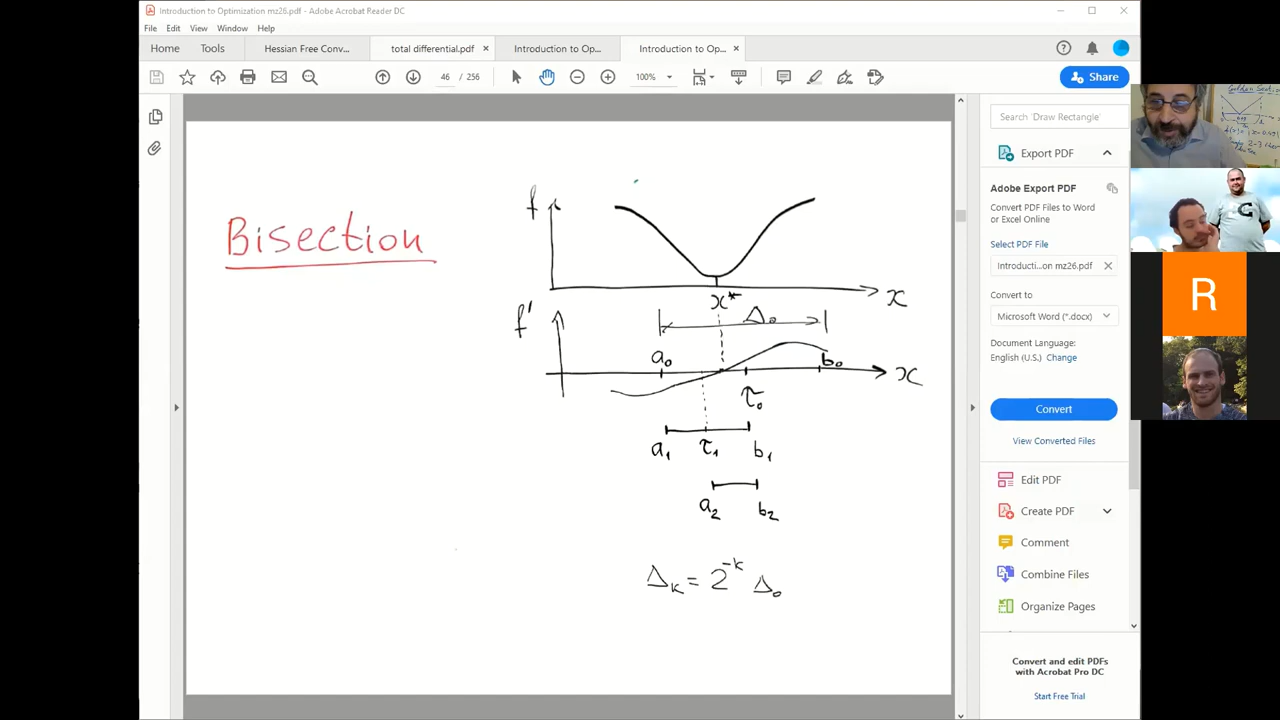 Introduction to Optimization mz26.pdf - Adobe Acrobat Reader DC
File Edit View Window Help
Home Tools Hessian Free Conv... total differential.pdf × Introduction to Op... Introduction to Op... ×
46 / 256 100%
Share
Bisection
f
x
x*
f'
Δ₀
a₀
b₀
x
τ₀
a₁ τ₁ b₁
a₂ b₂
Δₖ = 2⁻ᵏ Δ₀
Search 'Draw Rectangle'
Export PDF
Adobe Export PDF
Convert PDF Files to Word
or Excel Online
Select PDF File
Introducti...on mz26.pdf ×
Convert to
Microsoft Word (*.docx)
Document Language:
English (U.S.) Change
Convert
View Converted Files
Edit PDF
Create PDF
Comment
Combine Files
Organize Pages
Convert and edit PDFs
with Acrobat Pro DC
Start Free Trial
R